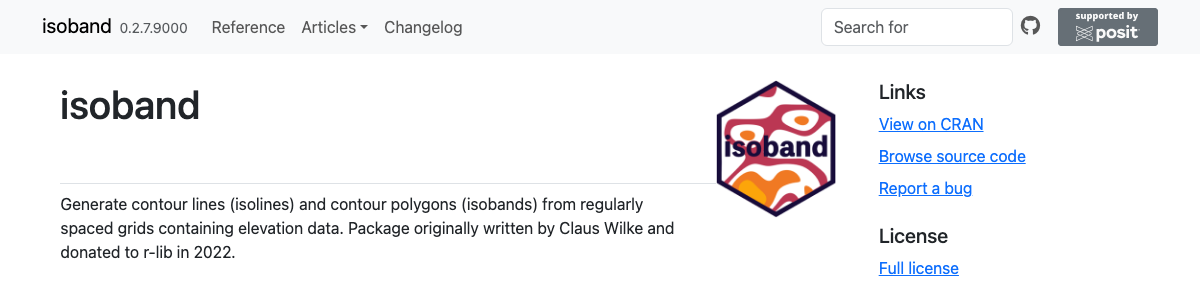 isoband 0.2.7.9000 Reference Articles Changelog Search for supported by posit
isoband
isoband
Generate contour lines (isolines) and contour polygons (isobands) from regularly
spaced grids containing elevation data. Package originally written by Claus Wilke and
donated to r-lib in 2022.
Links
View on CRAN
Browse source code
Report a bug
License
Full license